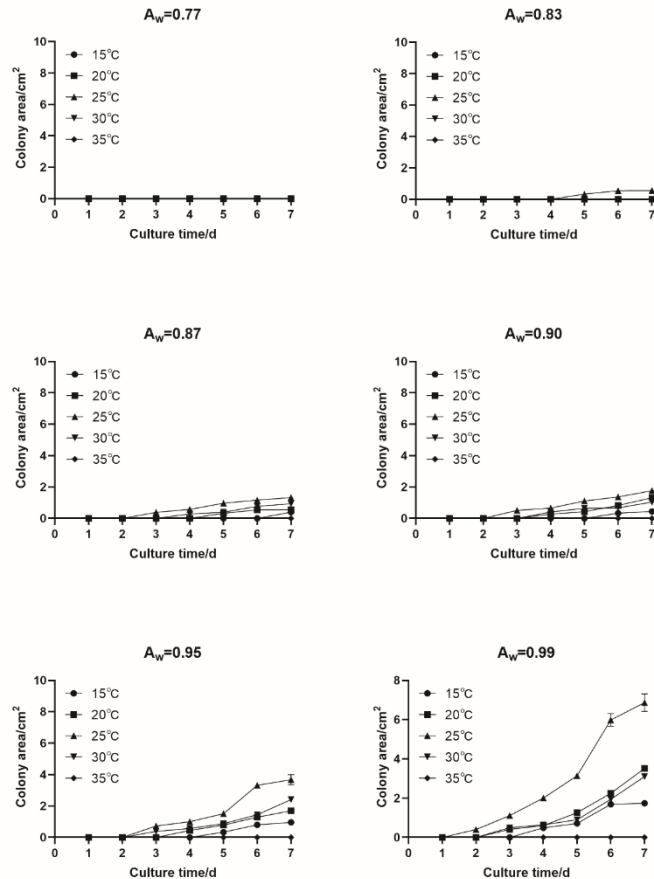 A_w=0.77
Colony area/cm²
10
8
6
4
2
0
15°C
20°C
25°C
30°C
35°C
0 1 2 3 4 5 6 7
Culture time/d
A_w=0.83
Colony area/cm²
10
8
6
4
2
0
15°C
20°C
25°C
30°C
35°C
0 1 2 3 4 5 6 7
Culture time/d
A_w=0.87
Colony area/cm²
10
8
6
4
2
0
15°C
20°C
25°C
30°C
35°C
0 1 2 3 4 5 6 7
Culture time/d
A_w=0.90
Colony area/cm²
10
8
6
4
2
0
15°C
20°C
25°C
30°C
35°C
0 1 2 3 4 5 6 7
Culture time/d
A_w=0.95
Colony area/cm²
10
8
6
4
2
0
15°C
20°C
25°C
30°C
35°C
0 1 2 3 4 5 6 7
Culture time/d
A_w=0.99
Colony area/cm²
8
6
4
2
0
15°C
20°C
25°C
30°C
35°C
0 1 2 3 4 5 6 7
Culture time/d